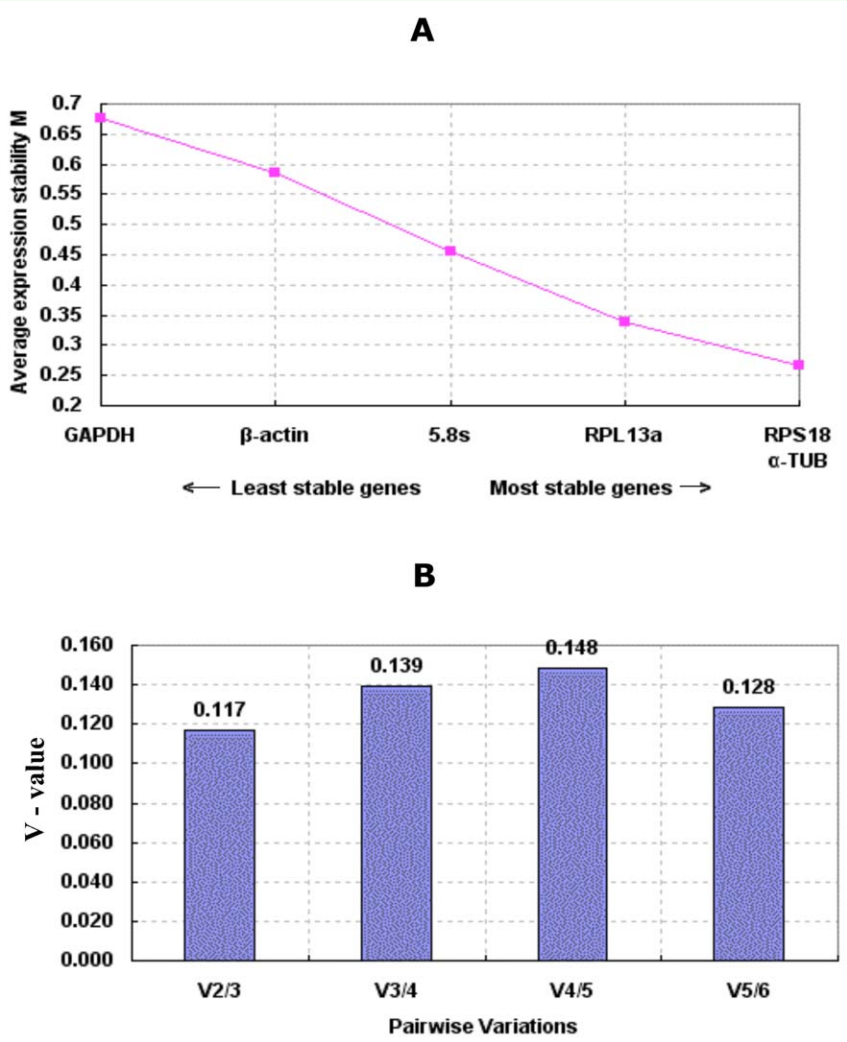 A
Average expression stability M
0.7
0.65
0.6
0.55
0.5
0.45
0.4
0.35
0.3
0.25
0.2
GAPDH β-actin 5.8s RPL13a RPS18
α-TUB
Least stable genes Most stable genes
B
V - value
0.160
0.140
0.120
0.100
0.080
0.060
0.040
0.020
0.000
0.117 0.139 0.148 0.128
V2/3 V3/4 V4/5 V5/6
Pairwise Variations